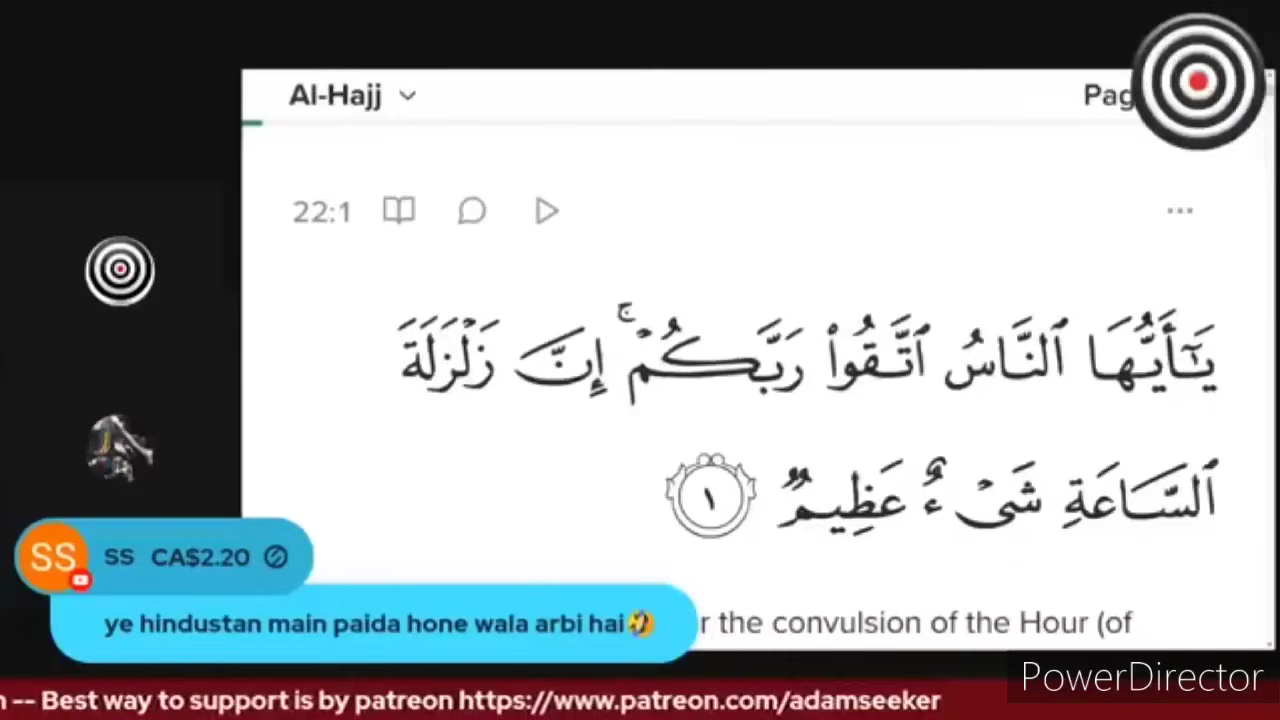 Al-Hajj
Pag
22:1
يَـٰٓأَيُّهَا ٱلنَّاسُ ٱتَّقُوا۟ رَبَّكُمْ ۚ إِنَّ زَلْزَلَةَ
ٱلسَّاعَةِ شَىْءٌ عَظِيمٌۭ ١
SS
SS CA$2.20
ye hindustan main paida hone wala arbi hai🤣
the convulsion of the Hour (of
-- Best way to support is by patreon https://www.patreon.com/adamseeker
PowerDirector